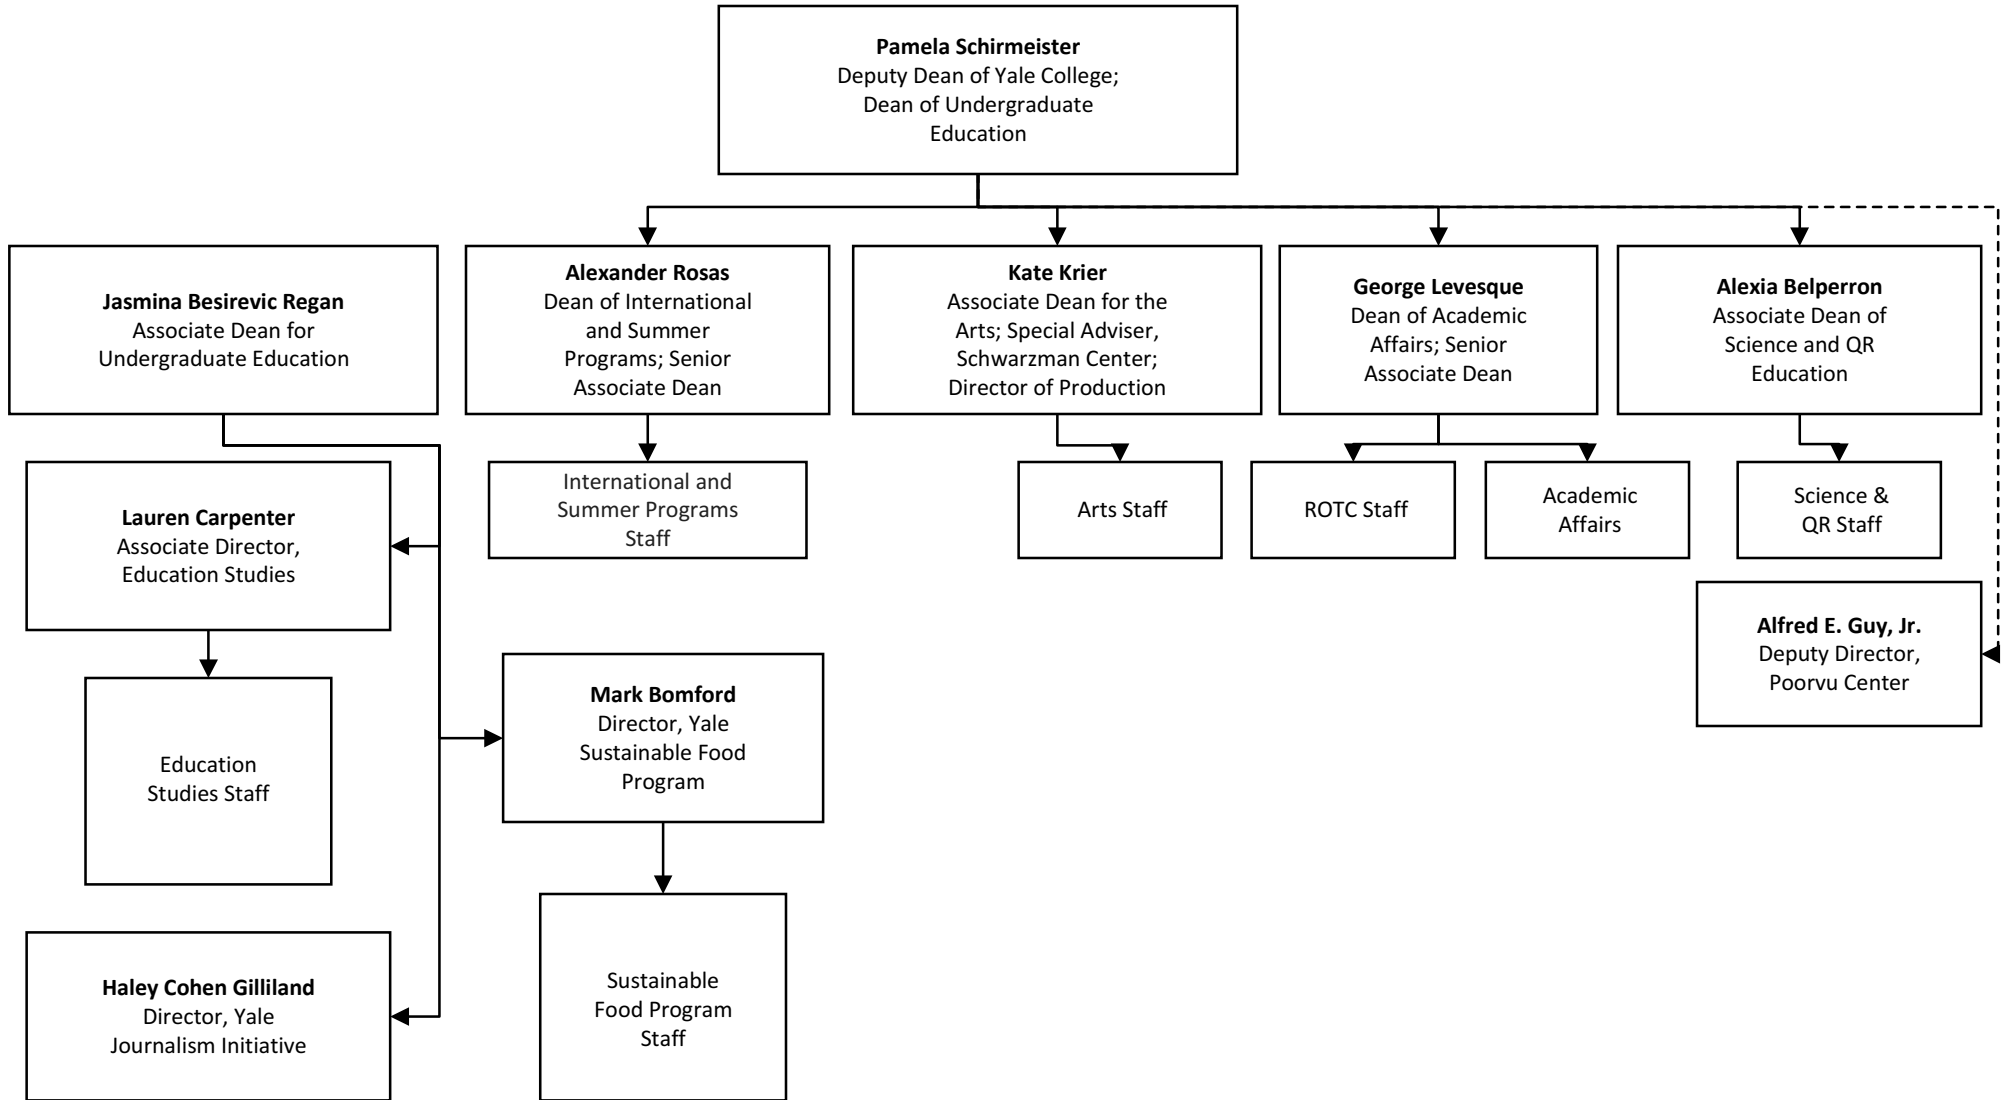 Pamela Schirmeister
Deputy Dean of Yale College;
Dean of Undergraduate
Education
Jasmina Besirevic Regan
Associate Dean for
Undergraduate Education
Alexander Rosas
Dean of International
and Summer
Programs; Senior
Associate Dean
Kate Krier
Associate Dean for the
Arts; Special Adviser,
Schwarzman Center;
Director of Production
George Levesque
Dean of Academic
Affairs; Senior
Associate Dean
Alexia Belperron
Associate Dean of
Science and QR
Education
Lauren Carpenter
Associate Director,
Education Studies
International and
Summer Programs
Staff
Arts Staff
ROTC Staff
Academic
Affairs
Science &
QR Staff
Alfred E. Guy, Jr.
Deputy Director,
Poorvu Center
Mark Bomford
Director, Yale
Sustainable Food
Program
Education
Studies Staff
Haley Cohen Gilliland
Director, Yale
Journalism Initiative
Sustainable
Food Program
Staff